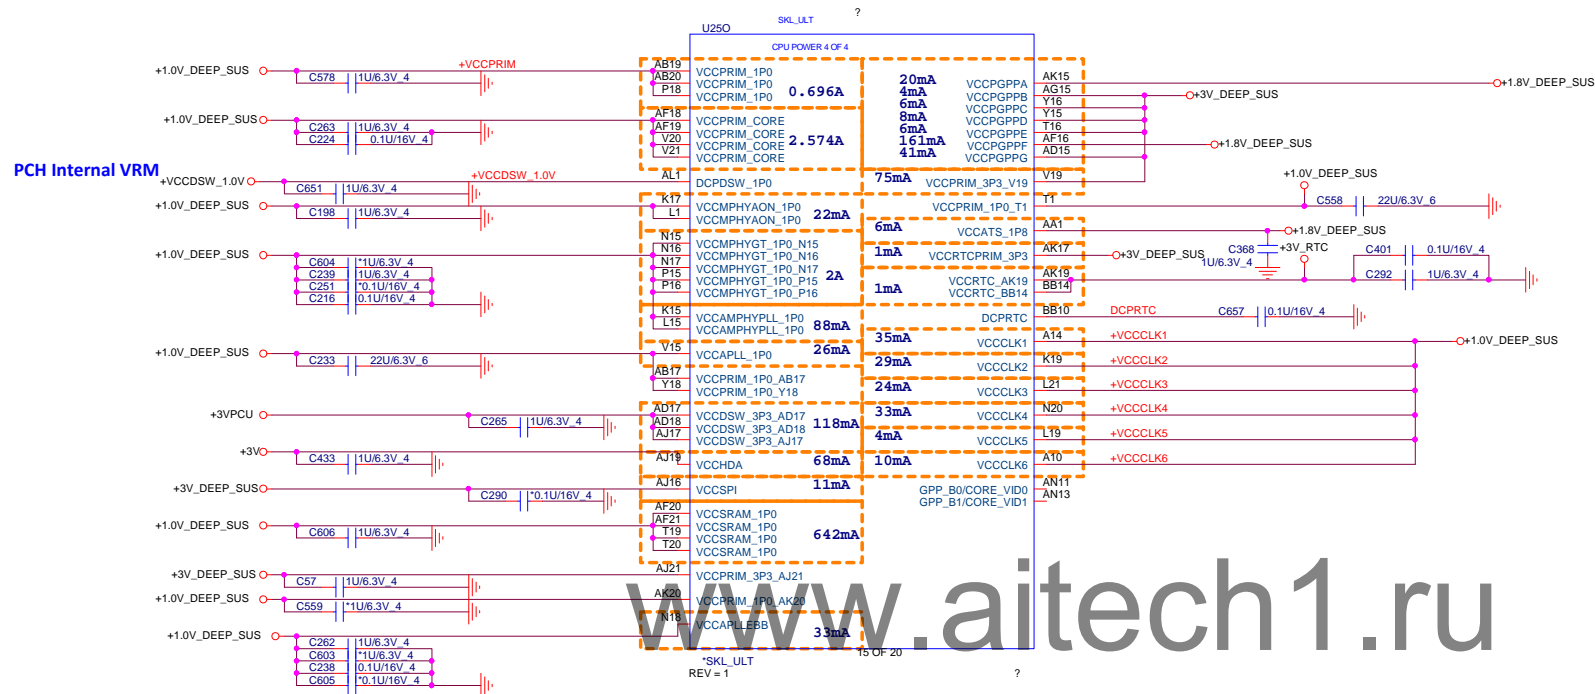 ?
SKL_ULT
U25O
CPU POWER 4 OF 4
+1.0V_DEEP_SUS
+VCCPRIM
C578
1U/6.3V_4
AB19
AB20
P18
VCCPRIM_1P0
VCCPRIM_1P0
VCCPRIM_1P0
0.696A
+1.0V_DEEP_SUS
C263
1U/6.3V_4
C224
0.1U/16V_4
AF18
AF19
V20
V21
VCCPRIM_CORE
VCCPRIM_CORE
VCCPRIM_CORE
VCCPRIM_CORE
2.574A
PCH Internal VRM
+VCCDSW_1.0V
+VCCDSW_1.0V
C651
1U/6.3V_4
AL1
DCPDSW_1P0
+1.0V_DEEP_SUS
C198
1U/6.3V_4
K17
L1
VCCMPHYAON_1P0
VCCMPHYAON_1P0
22mA
+1.0V_DEEP_SUS
C604
*1U/6.3V_4
C239
1U/6.3V_4
C251
*0.1U/16V_4
C216
0.1U/16V_4
N15
N16
N17
P15
P16
VCCMPHYGT_1P0_N15
VCCMPHYGT_1P0_N16
VCCMPHYGT_1P0_N17
VCCMPHYGT_1P0_P15
VCCMPHYGT_1P0_P16
2A
K15
L15
VCCAMPHYPLL_1P0
VCCAMPHYPLL_1P0
88mA
+1.0V_DEEP_SUS
C233
22U/6.3V_6
V15
VCCAPLL_1P0
26mA
AB17
Y18
VCCPRIM_1P0_AB17
VCCPRIM_1P0_Y18
+3VPCU
C265
1U/6.3V_4
AD17
AD18
AJ17
VCCDSW_3P3_AD17
VCCDSW_3P3_AD18
VCCDSW_3P3_AJ17
118mA
+3V
C433
1U/6.3V_4
AJ19
VCCHDA
68mA
+3V_DEEP_SUS
C290
*0.1U/16V_4
AJ16
VCCSPI
11mA
+1.0V_DEEP_SUS
C606
1U/6.3V_4
AF20
AF21
T19
T20
VCCSRAM_1P0
VCCSRAM_1P0
VCCSRAM_1P0
VCCSRAM_1P0
642mA
+3V_DEEP_SUS
C57
1U/6.3V_4
AJ21
VCCPRIM_3P3_AJ21
+1.0V_DEEP_SUS
C559
*1U/6.3V_4
AK20
VCCPRIM_1P0_AK20
+1.0V_DEEP_SUS
C262
1U/6.3V_4
C603
*1U/6.3V_4
C238
0.1U/16V_4
C605
*0.1U/16V_4
N18
VCCAPLLEBB
33mA
20mA
4mA
6mA
8mA
6mA
161mA
41mA
VCCPGPPA
VCCPGPPB
VCCPGPPC
VCCPGPPD
VCCPGPPE
VCCPGPPF
VCCPGPPG
AK15
AG15
Y16
Y15
T16
AF16
AD15
+1.8V_DEEP_SUS
+3V_DEEP_SUS
+1.8V_DEEP_SUS
75mA
VCCPRIM_3P3_V19
V19
+1.0V_DEEP_SUS
VCCPRIM_1P0_T1
T1
C558
22U/6.3V_6
6mA
VCCATS_1P8
AA1
+1.8V_DEEP_SUS
C368
1U/6.3V_4
1mA
VCCRTCPRIM_3P3
AK17
+3V_DEEP_SUS
+3V_RTC
C401
0.1U/16V_4
C292
1U/6.3V_4
1mA
VCCRTC_AK19
VCCRTC_BB14
AK19
BB14
DCPRTC
BB10
DCPRTC
C657
0.1U/16V_4
35mA
VCCCLK1
A14
+VCCCLK1
+1.0V_DEEP_SUS
29mA
VCCCLK2
K19
+VCCCLK2
24mA
VCCCLK3
L21
+VCCCLK3
33mA
VCCCLK4
N20
+VCCCLK4
4mA
VCCCLK5
L19
+VCCCLK5
10mA
VCCCLK6
A10
+VCCCLK6
GPP_B0/CORE_VID0
GPP_B1/CORE_VID1
AN11
AN13
www.aitech1.ru
*SKL_ULT
REV = 1
15 OF 20
?